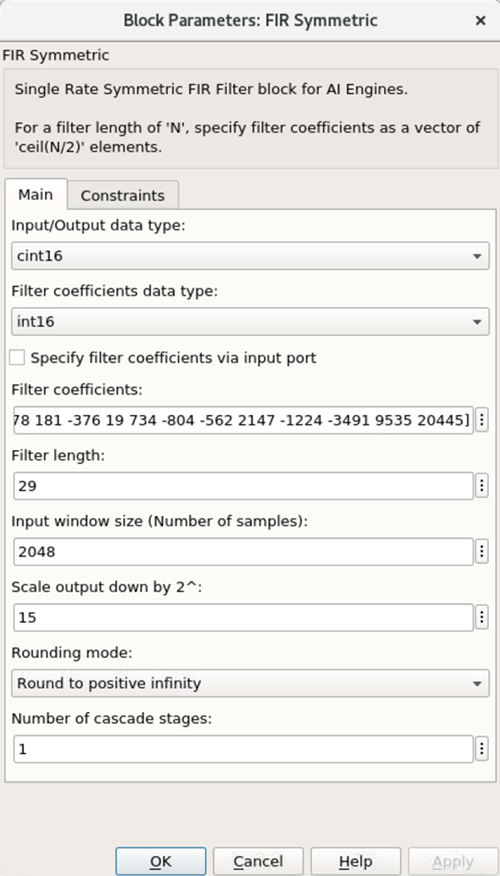 Block Parameters: FIR Symmetric
FIR Symmetric
Single Rate Symmetric FIR Filter block for AI Engines.
For a filter length of 'N', specify filter coefficients as a vector of
'ceil(N/2)' elements.
Main Constraints
Input/Output data type:
cint16
Filter coefficients data type:
int16
Specify filter coefficients via input port
Filter coefficients:
78 181 -376 19 734 -804 -562 2147 -1224 -3491 9535 20445]
Filter length:
29
Input window size (Number of samples):
2048
Scale output down by 2^:
15
Rounding mode:
Round to positive infinity
Number of cascade stages:
1
OK Cancel Help Apply